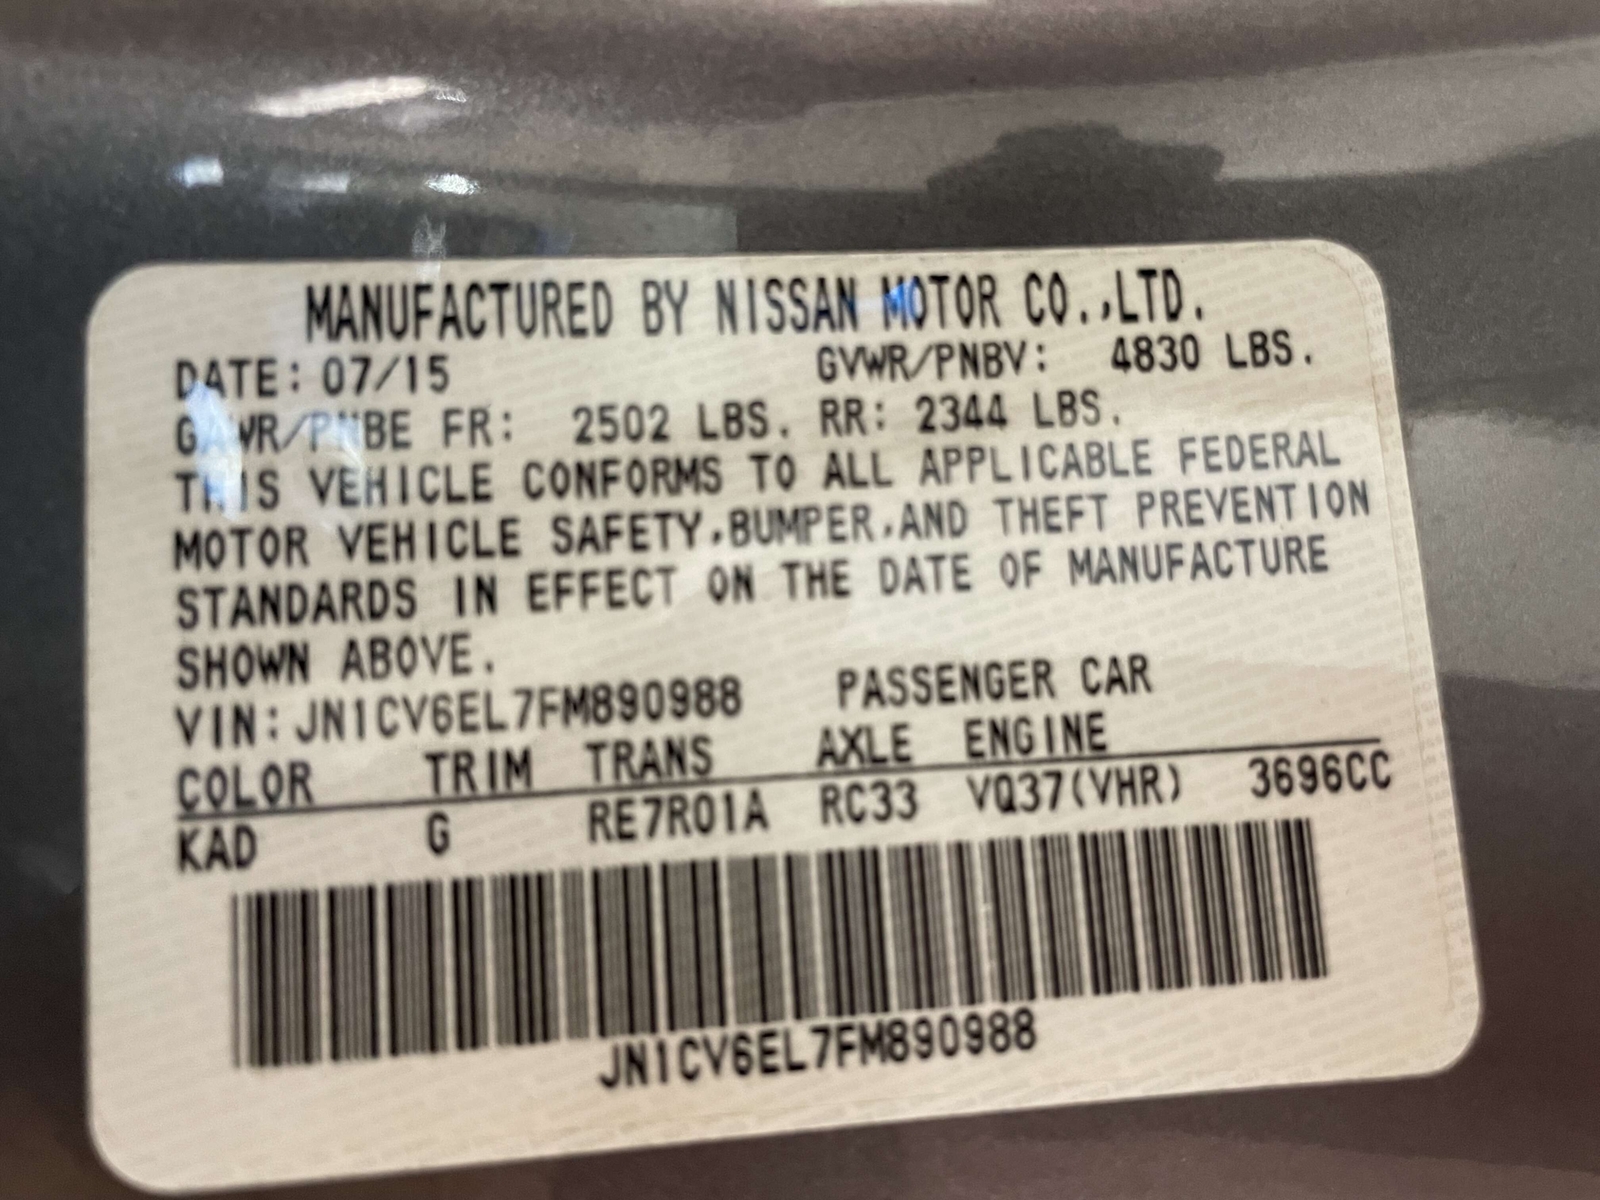 MANUFACTURED BY NISSAN MOTOR CO.,LTD.
DATE: 07/15 GVWR/PNBV: 4830 LBS.
GAWR/PNBE FR: 2502 LBS. RR: 2344 LBS.
THIS VEHICLE CONFORMS TO ALL APPLICABLE FEDERAL
MOTOR VEHICLE SAFETY,BUMPER,AND THEFT PREVENTION
STANDARDS IN EFFECT ON THE DATE OF MANUFACTURE
SHOWN ABOVE.
VIN:JN1CV6EL7FM890988 PASSENGER CAR
COLOR TRIM TRANS AXLE ENGINE
KAD G RE7R01A RC33 VQ37(VHR) 3696CC
JN1CV6EL7FM890988